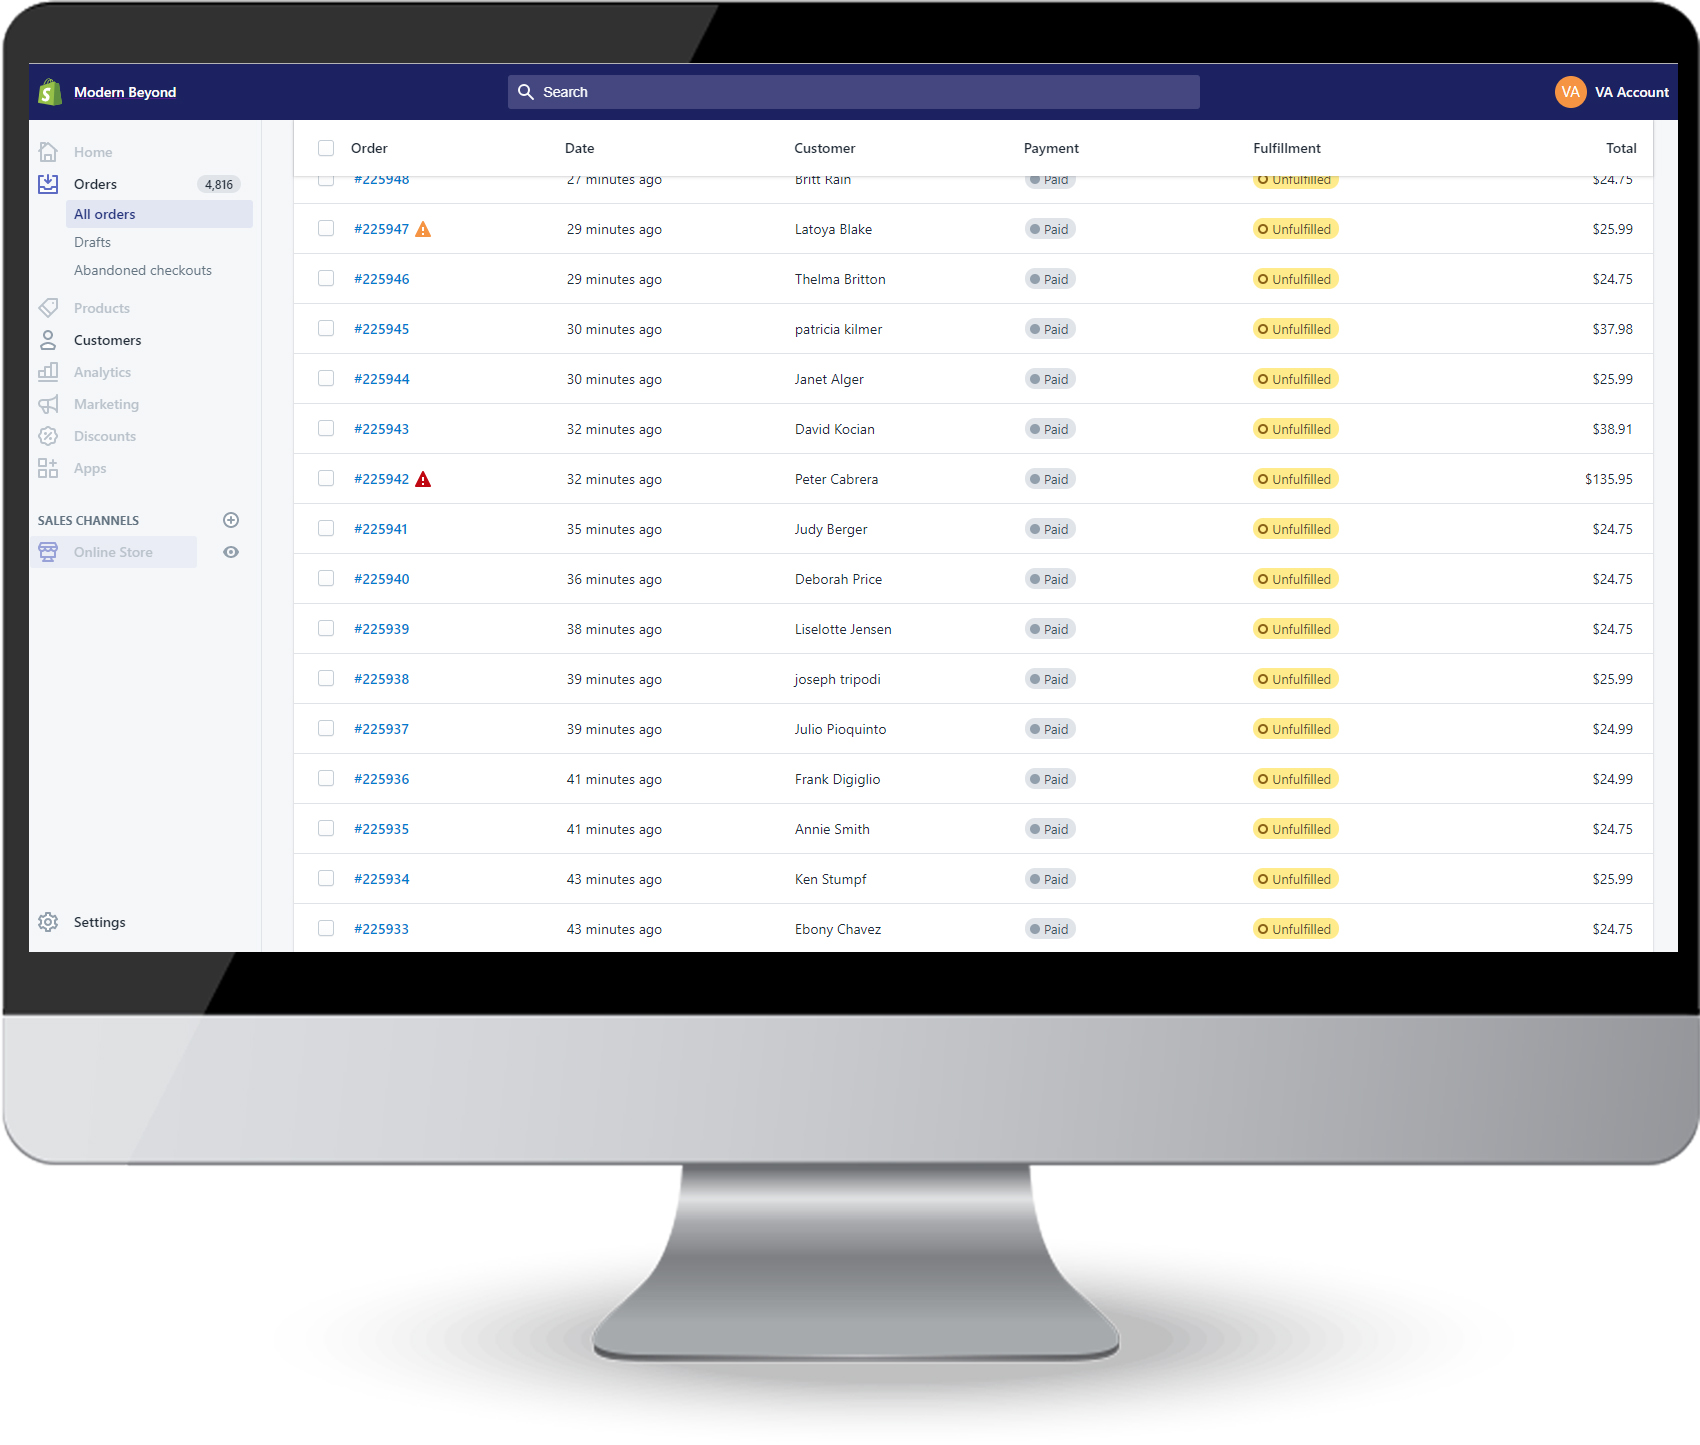 Modern Beyond
Search
VA VA Account
Home
Orders 4,816
All orders
Drafts
Abandoned checkouts
Products
Customers
Analytics
Marketing
Discounts
Apps
SALES CHANNELS
Online Store
Settings
Order Date Customer Payment Fulfillment Total
#225948 27 minutes ago Britt Rain Paid Unfulfilled $24.75
#225947 29 minutes ago Latoya Blake Paid Unfulfilled $25.99
#225946 29 minutes ago Thelma Britton Paid Unfulfilled $24.75
#225945 30 minutes ago patricia kilmer Paid Unfulfilled $37.98
#225944 30 minutes ago Janet Alger Paid Unfulfilled $25.99
#225943 32 minutes ago David Kocian Paid Unfulfilled $38.91
#225942 32 minutes ago Peter Cabrera Paid Unfulfilled $135.95
#225941 35 minutes ago Judy Berger Paid Unfulfilled $24.75
#225940 36 minutes ago Deborah Price Paid Unfulfilled $24.75
#225939 38 minutes ago Liselotte Jensen Paid Unfulfilled $24.75
#225938 39 minutes ago joseph tripodi Paid Unfulfilled $25.99
#225937 39 minutes ago Julio Pioquinto Paid Unfulfilled $24.99
#225936 41 minutes ago Frank Digiglio Paid Unfulfilled $24.99
#225935 41 minutes ago Annie Smith Paid Unfulfilled $24.75
#225934 43 minutes ago Ken Stumpf Paid Unfulfilled $25.99
#225933 43 minutes ago Ebony Chavez Paid Unfulfilled $24.75